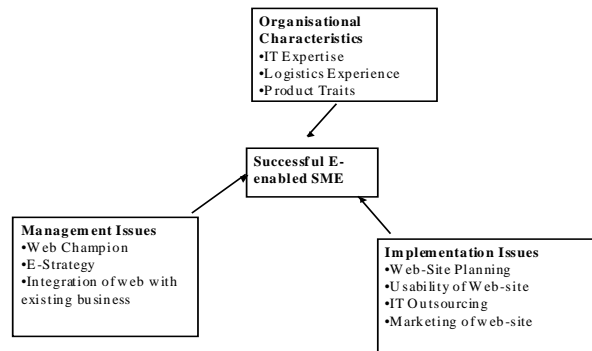 Organisational
Characteristics
•IT Expertise
•Logistics Experience
•Product Traits
Successful E-
enabled SME
Management Issues
•Web Champion
•E-Strategy
•Integration of web with
existing business
Implementation Issues
•Web-Site Planning
•Usability of Web-site
•IT Outsourcing
•Marketing of web-site